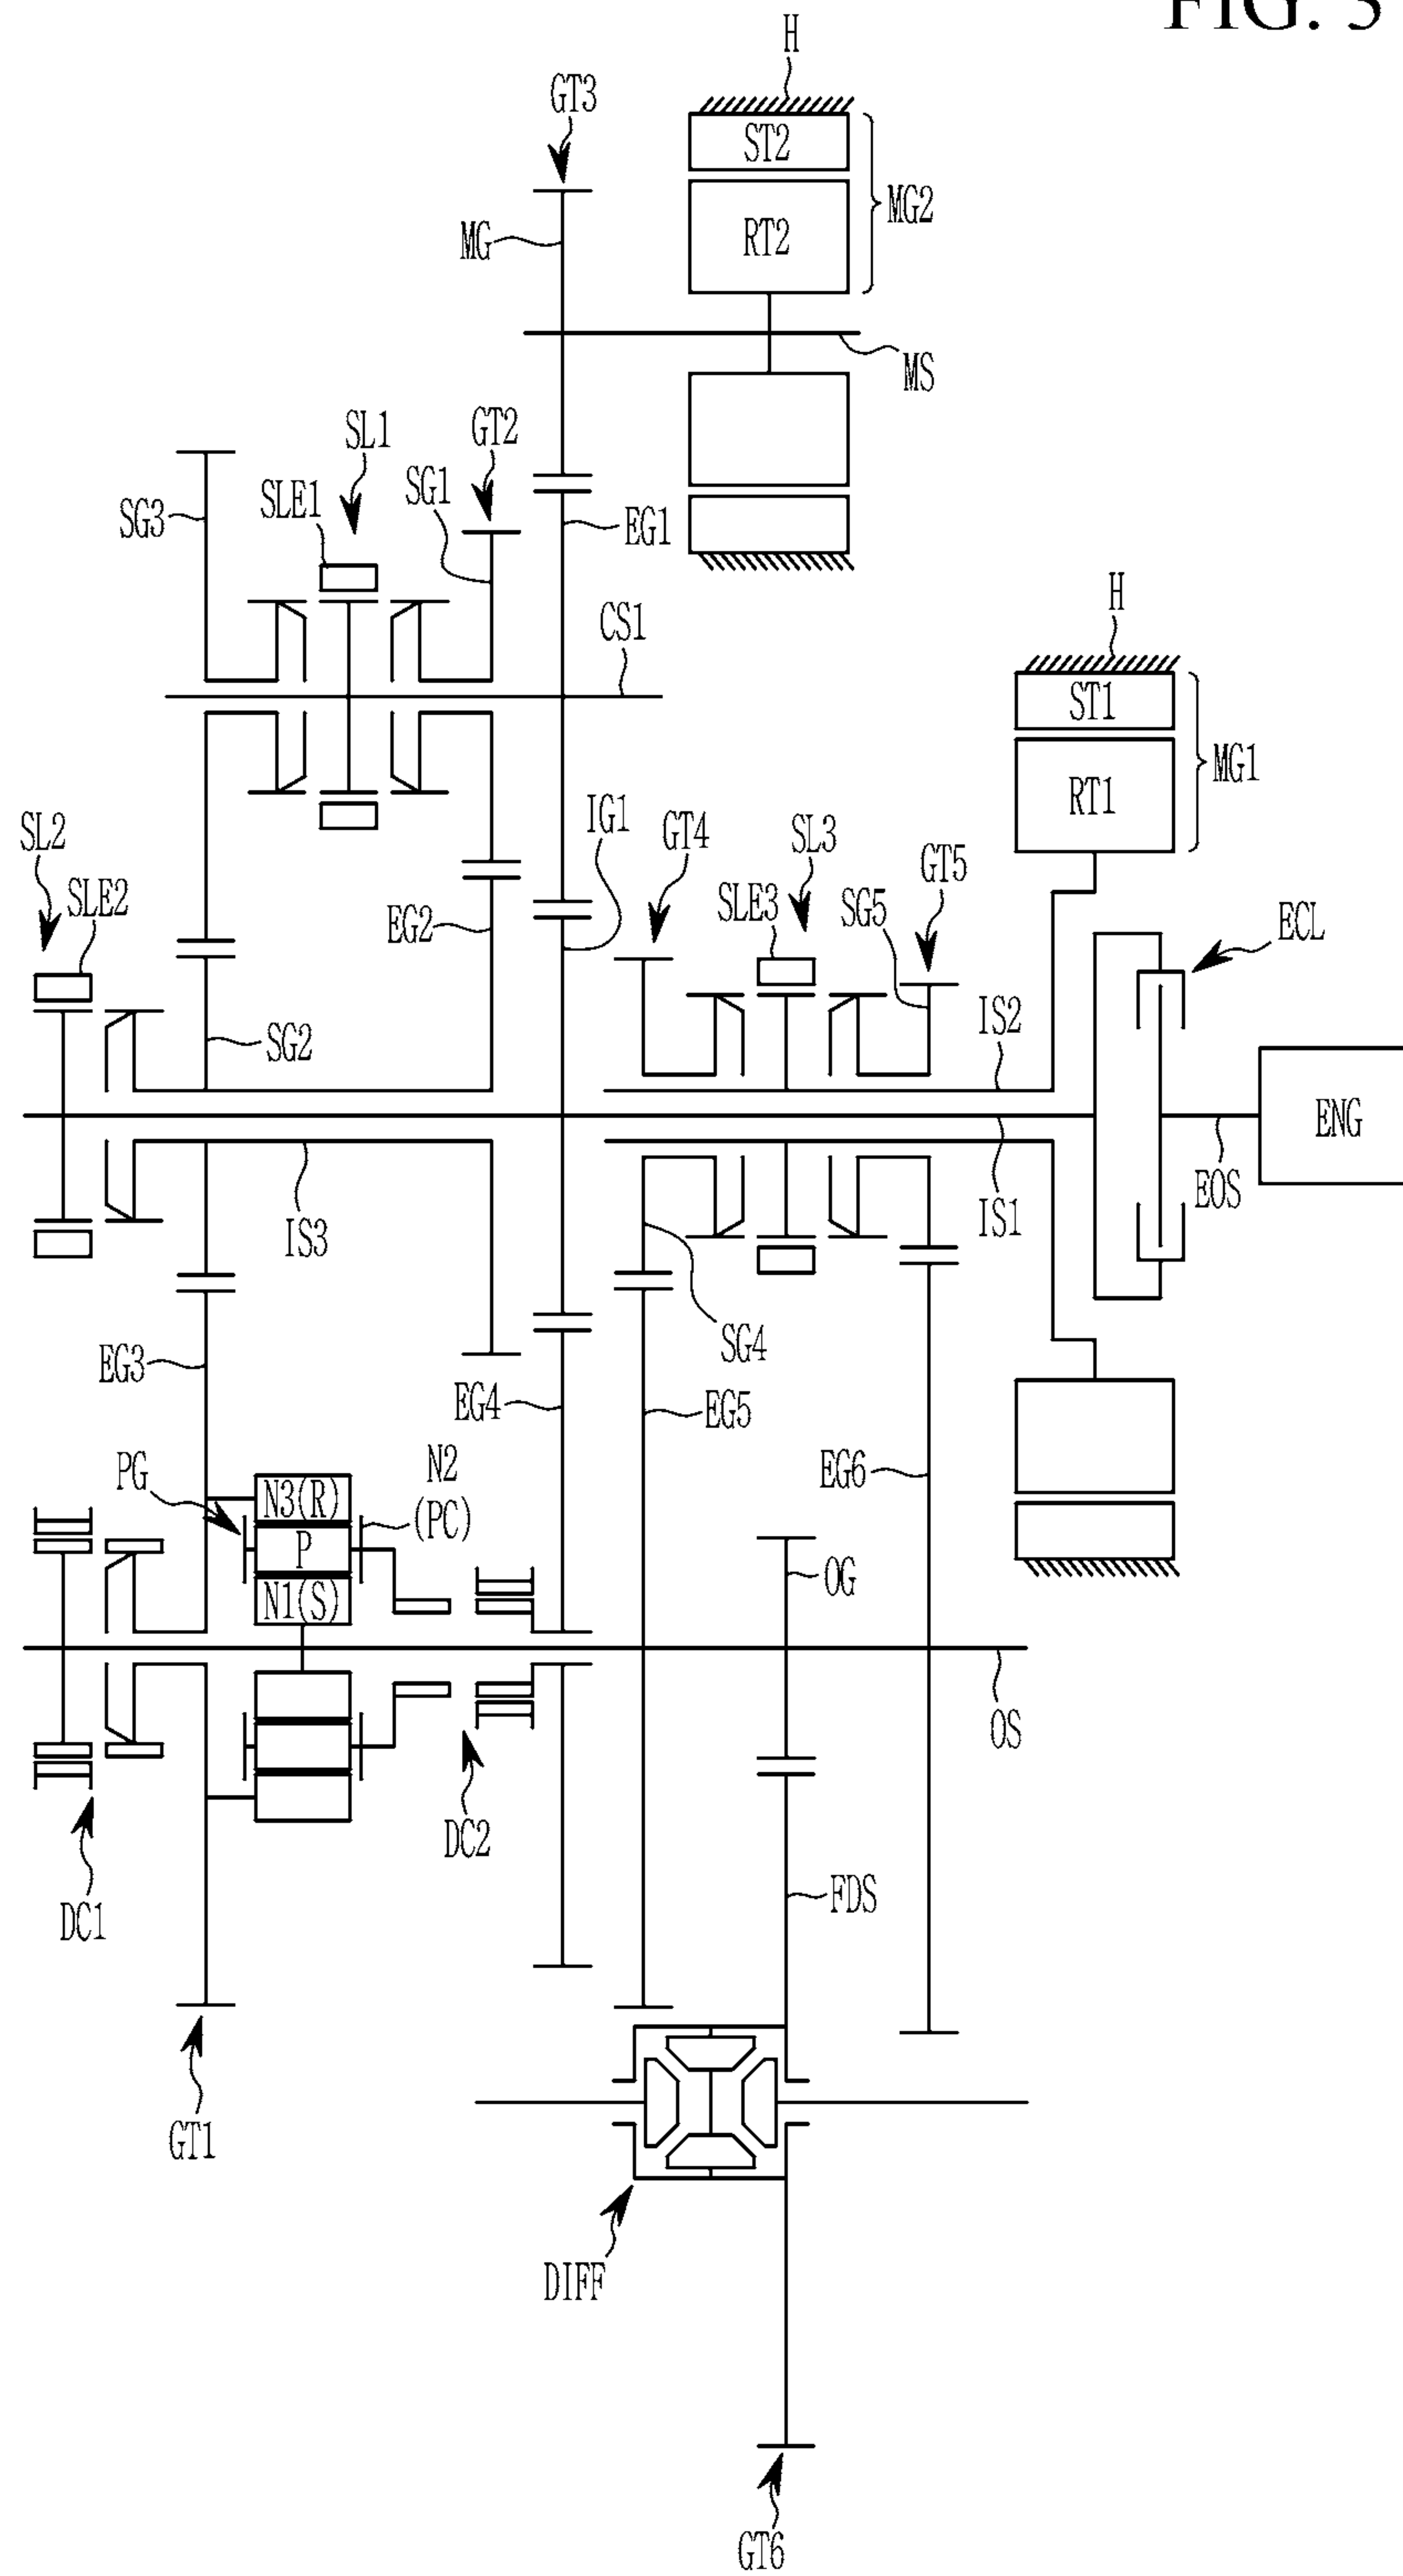 FIG. 3
H
GT3
ST2
MG2
RT2
MG
MS
SL1
GT2
SLE1
SG1
SG3
EG1
H
CS1
ST1
MG1
RT1
IG1
SL2
GT4
SL3
GT5
SLE2
SLE3
SG5
ECL
EG2
IS2
SG2
ENG
EOS
IS1
IS3
SG4
EG3
EG4
EG5
PG
N2
(PC)
EG6
N3(R)
P
N1(S)
OG
OS
DC2
FDS
DC1
GT1
DIFF
GT6